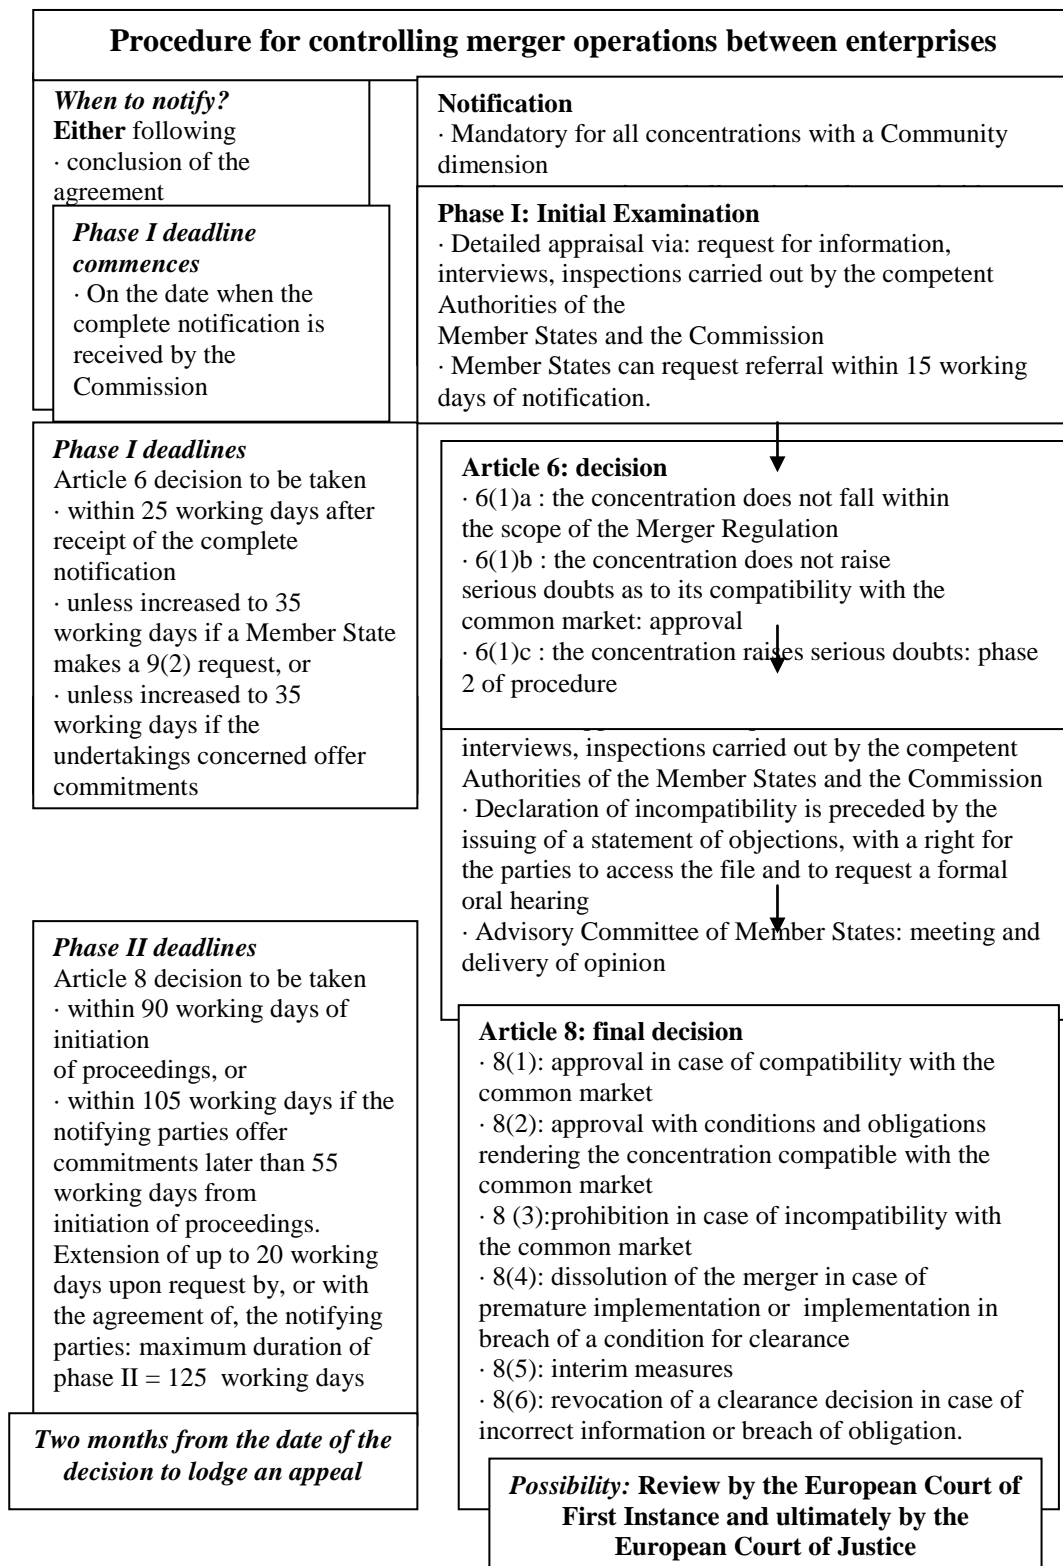 Procedure for controlling merger operations between enterprises
When to notify?
Either following
· conclusion of the
agreement
Notification
· Mandatory for all concentrations with a Community
dimension
Phase I deadline
commences
· On the date when the
complete notification is
received by the
Commission
Phase I: Initial Examination
· Detailed appraisal via: request for information,
interviews, inspections carried out by the competent
Authorities of the
Member States and the Commission
· Member States can request referral within 15 working
days of notification.
Phase I deadlines
Article 6 decision to be taken
· within 25 working days after
receipt of the complete
notification
· unless increased to 35
working days if a Member State
makes a 9(2) request, or
· unless increased to 35
working days if the
undertakings concerned offer
commitments
Article 6: decision
· 6(1)a : the concentration does not fall within
the scope of the Merger Regulation
· 6(1)b : the concentration does not raise
serious doubts as to its compatibility with the
common market: approval
· 6(1)c : the concentration raises serious doubts: phase
2 of procedure
interviews, inspections carried out by the competent
Authorities of the Member States and the Commission
· Declaration of incompatibility is preceded by the
issuing of a statement of objections, with a right for
the parties to access the file and to request a formal
oral hearing
· Advisory Committee of Member States: meeting and
delivery of opinion
Phase II deadlines
Article 8 decision to be taken
· within 90 working days of
initiation
of proceedings, or
· within 105 working days if the
notifying parties offer
commitments later than 55
working days from
initiation of proceedings.
Extension of up to 20 working
days upon request by, or with
the agreement of, the notifying
parties: maximum duration of
phase II = 125 working days
Article 8: final decision
· 8(1): approval in case of compatibility with the
common market
· 8(2): approval with conditions and obligations
rendering the concentration compatible with the
common market
· 8 (3):prohibition in case of incompatibility with
the common market
· 8(4): dissolution of the merger in case of
premature implementation or implementation in
breach of a condition for clearance
· 8(5): interim measures
· 8(6): revocation of a clearance decision in case of
incorrect information or breach of obligation.
Two months from the date of the
decision to lodge an appeal
Possibility: Review by the European Court of
First Instance and ultimately by the
European Court of Justice